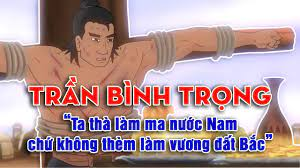 TRẦN BÌNH TRỌNG
“Ta thà làm ma nước Nam
chứ không thèm làm vương đất Bắc”